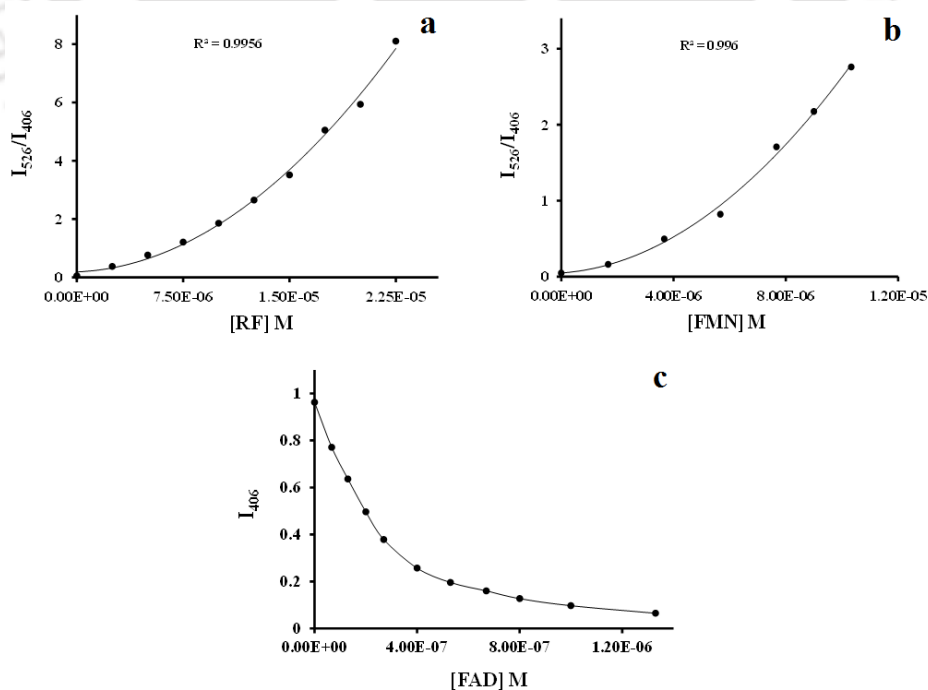 a
R² = 0.9956
I526/I406
8
6
4
2
0
0.00E+00 7.50E-06 1.50E-05 2.25E-05
[RF] M
b
R² = 0.996
I526/I406
3
2
1
0
0.00E+00 4.00E-06 8.00E-06 1.20E-05
[FMN] M
c
I406
1
0.8
0.6
0.4
0.2
0
0.00E+00 4.00E-07 8.00E-07 1.20E-06
[FAD] M